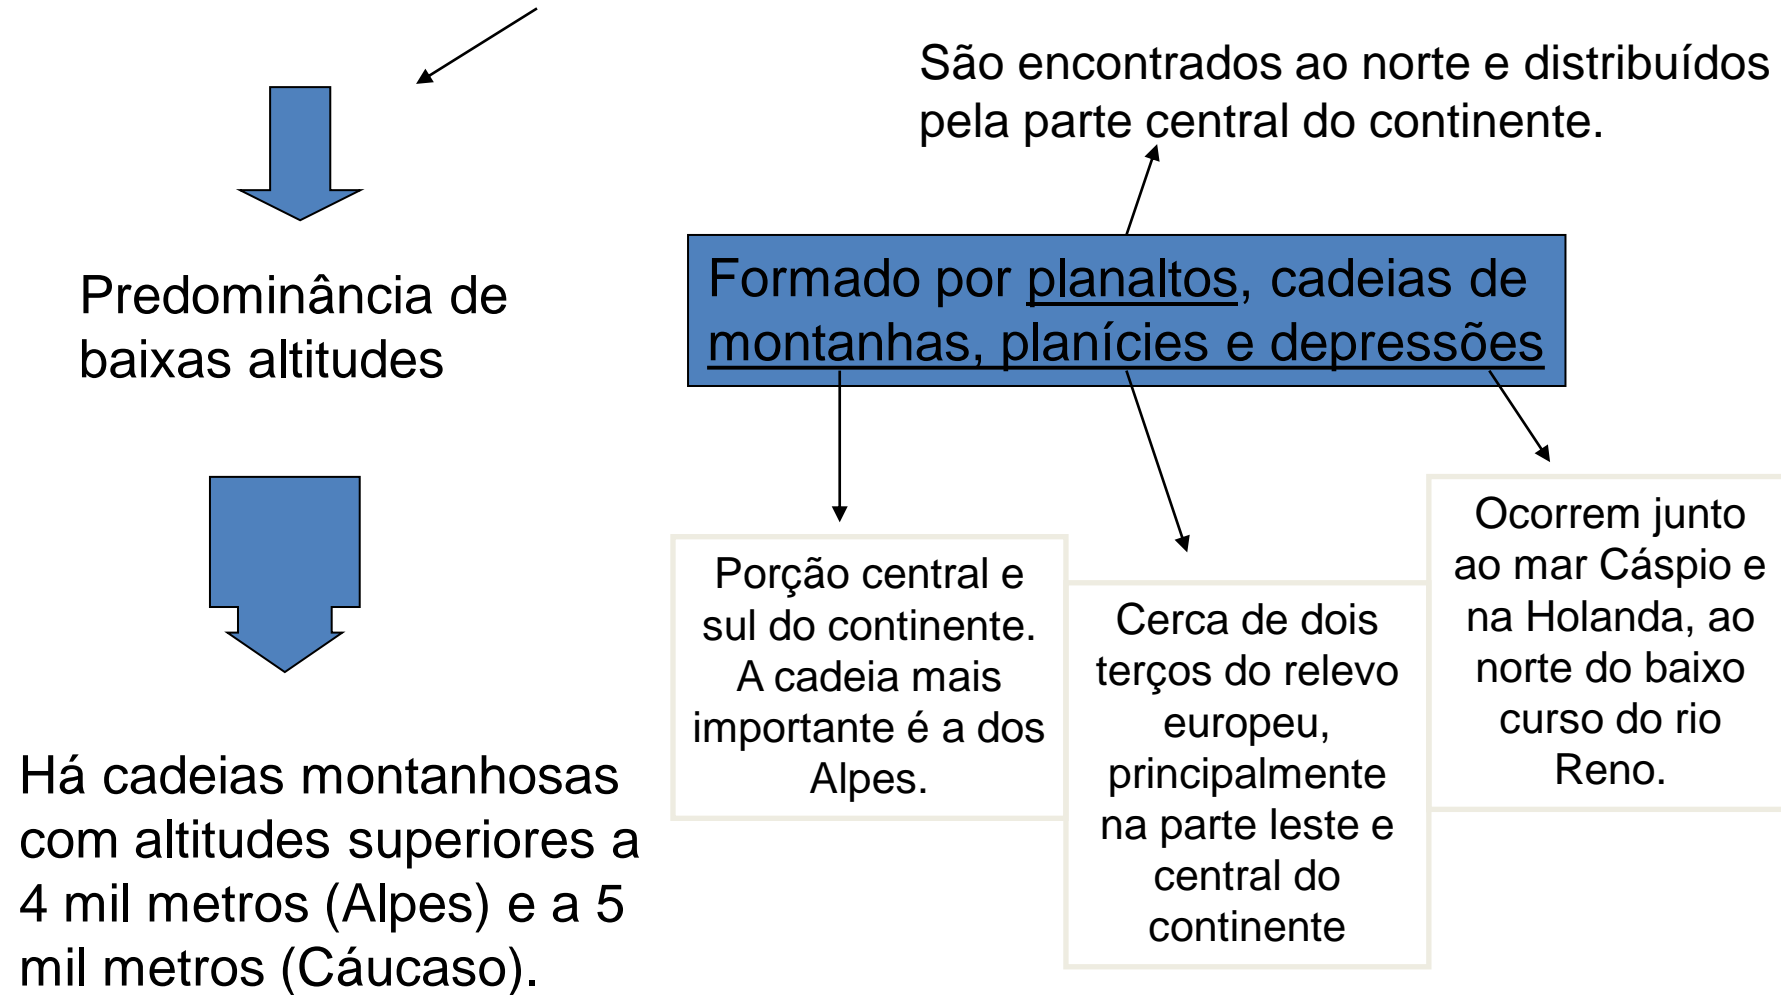 São encontrados ao norte e distribuídos
pela parte central do continente.
Predominância de
baixas altitudes
Formado por planaltos, cadeias de
montanhas, planícies e depressões
Há cadeias montanhosas
com altitudes superiores a
4 mil metros (Alpes) e a 5
mil metros (Cáucaso).
Porção central e
sul do continente.
A cadeia mais
importante é a dos
Alpes.
Cerca de dois
terços do relevo
europeu,
principalmente
na parte leste e
central do
continente
Ocorrem junto
ao mar Cáspio e
na Holanda, ao
norte do baixo
curso do rio
Reno.